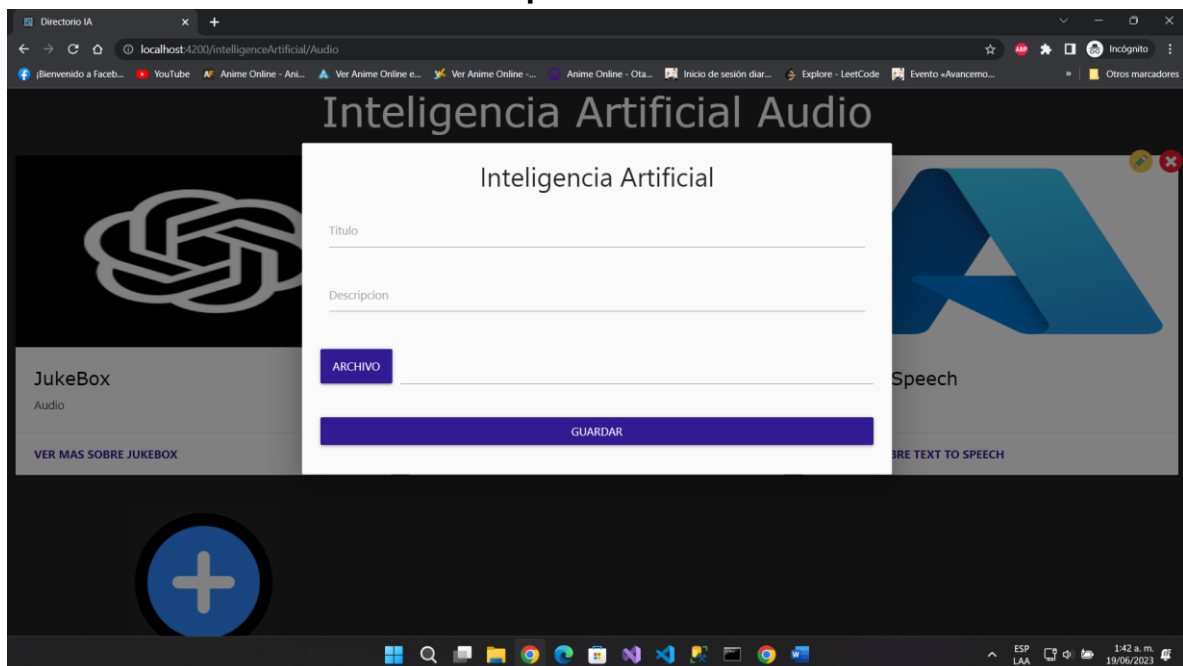 Directorio IA
localhost:4200/intelligenceArtificial/Audio
Incógnito
¡Bienvenido a Faceb...
YouTube
Anime Online - Ani...
Ver Anime Online e...
Ver Anime Online -...
Anime Online - Ota...
Inicio de sesión diar...
Explore - LeetCode
Evento «Avancemo...
»
Otros marcadores
Inteligencia Artificial Audio
Inteligencia Artificial
Titulo
Descripcion
ARCHIVO
GUARDAR
JukeBox
Audio
VER MAS SOBRE JUKEBOX
Speech
BRE TEXT TO SPEECH
ESP
LAA
1:42 a. m.
19/06/2023